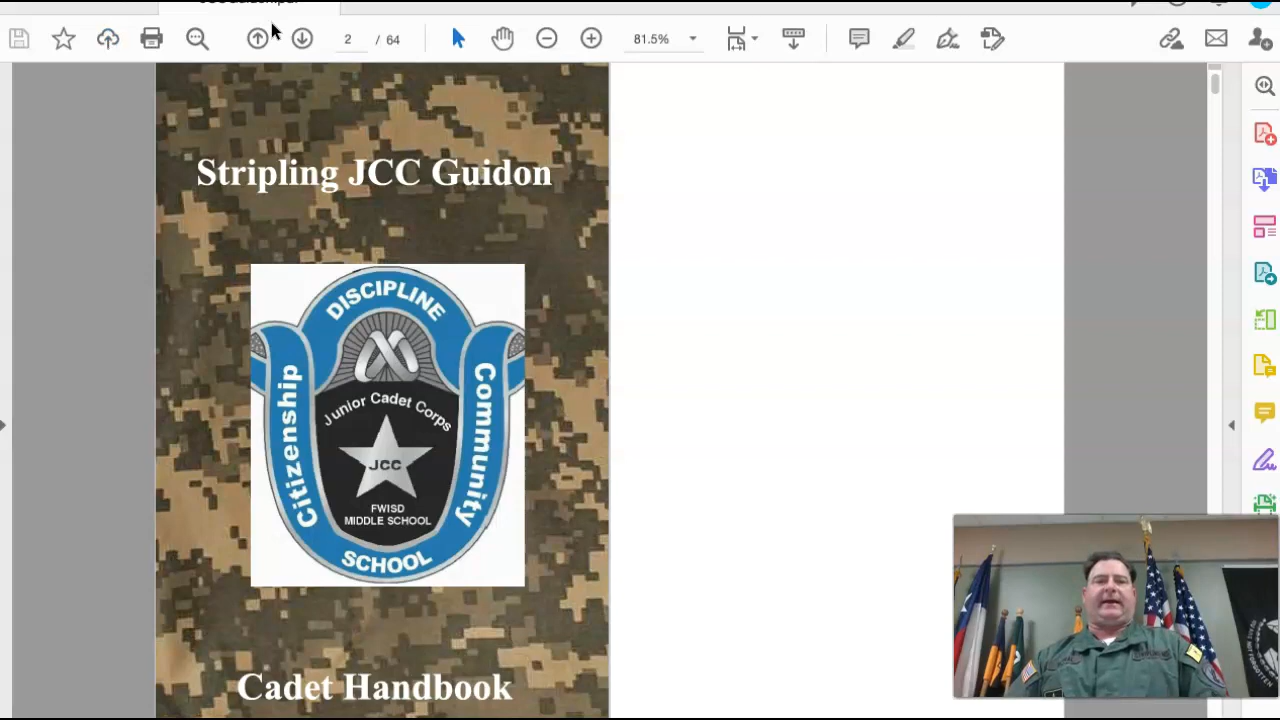 2 / 64
81.5%
Stripling JCC Guidon
DISCIPLINE
Citizenship
Community
Junior Cadet Corps
JCC
FWISD
MIDDLE SCHOOL
SCHOOL
Cadet Handbook